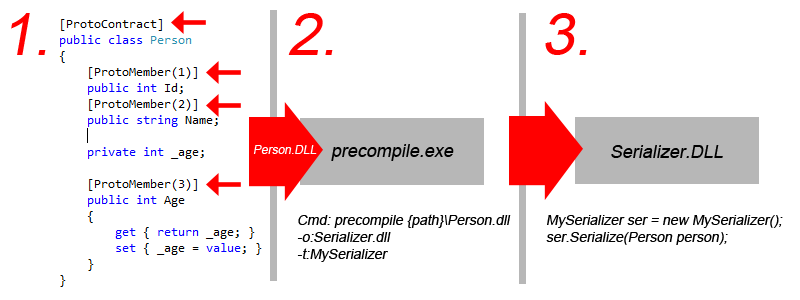 1.
[ProtoContract]
public class Person
{
[ProtoMember(1)]
public int Id;
[ProtoMember(2)]
public string Name;
private int _age;
[ProtoMember(3)]
public int Age
{
get { return _age; }
set { _age = value; }
}
}
2.
Person.DLL
precompile.exe
Cmd: precompile {path}\Person.dll
-o:Serializer.dll
-t:MySerializer
3.
Serializer.DLL
MySerializer ser = new MySerializer();
ser.Serialize(Person person);